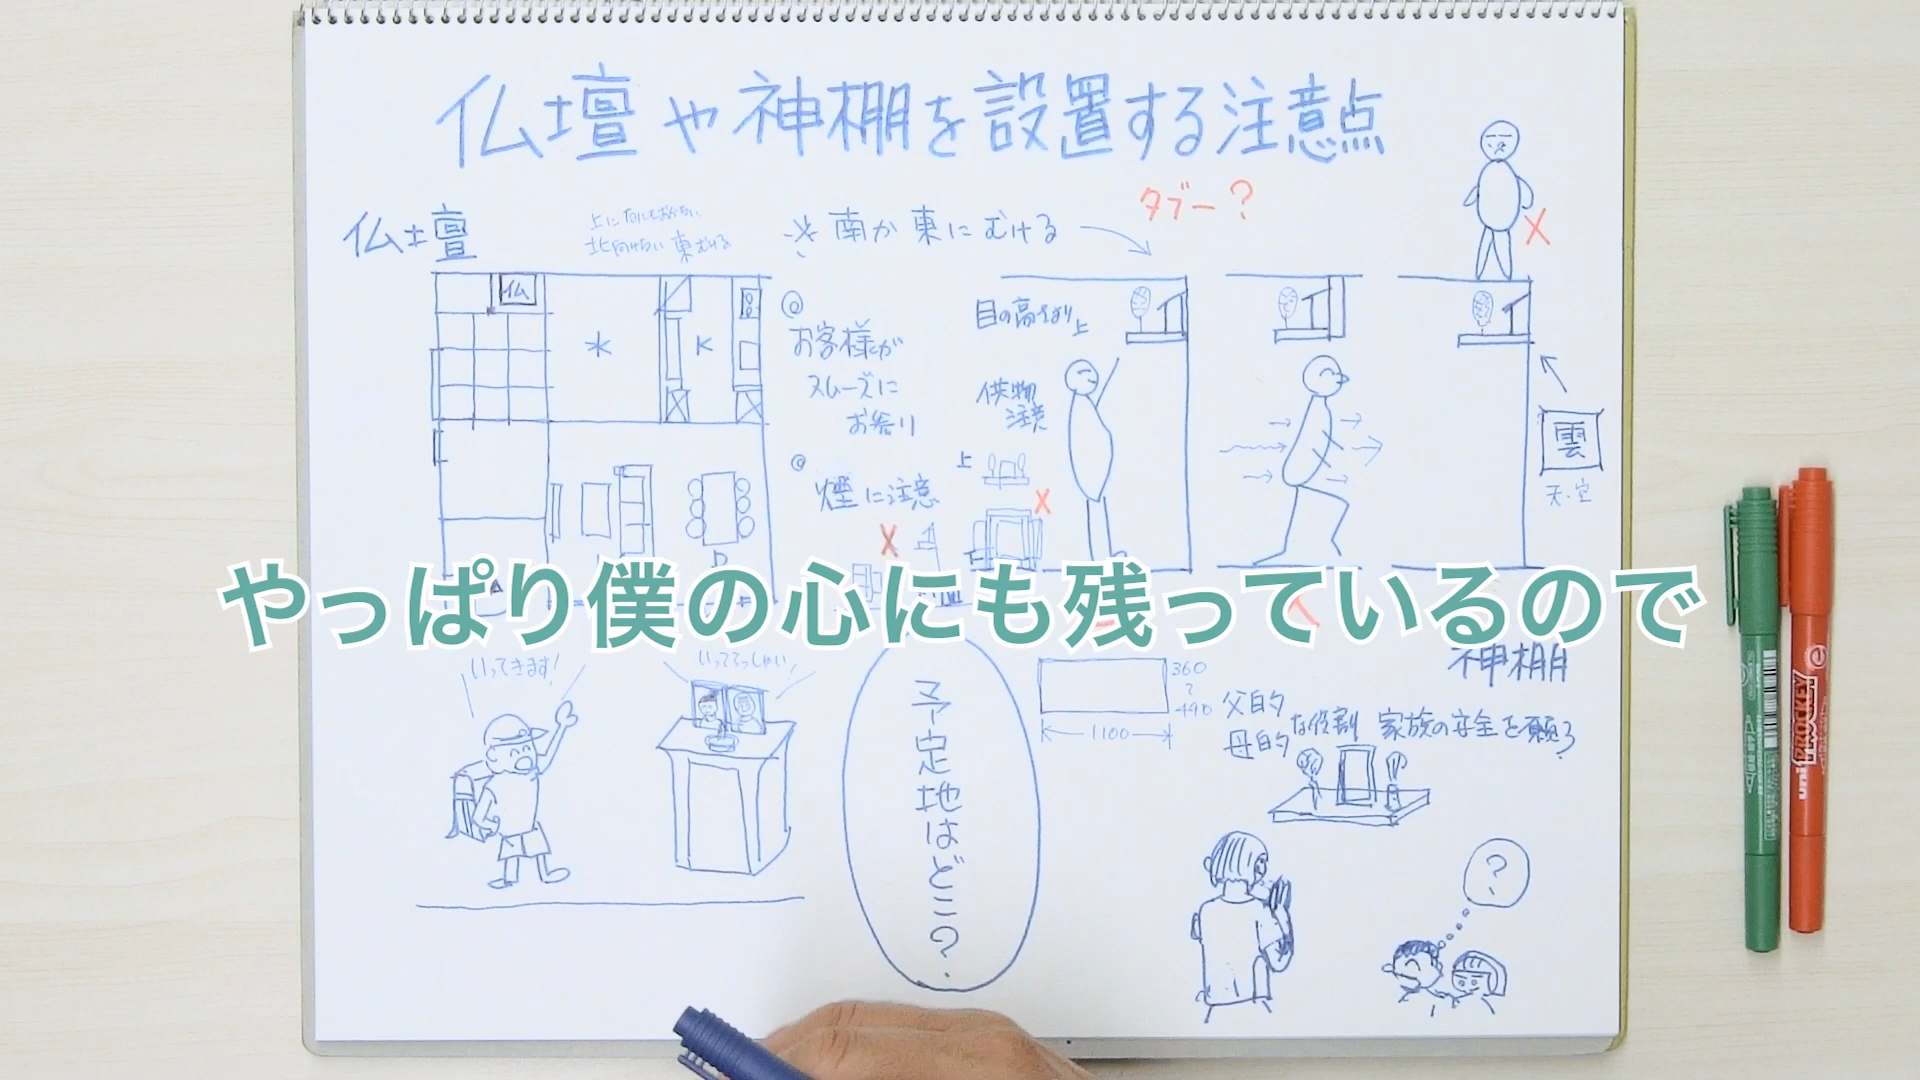 仏壇や神棚を設置する注意点
タブー?
仏壇
上に何もおかない
北向けない 東むける
※南か東にむける
仏
K
◎
お客様が
スムーズに
お参り
◎
煙に注意
目の高さより上
供物
注意
上
雲
天・空
D
やっぱり僕の心にも残っているので
いってきます!
いってらっしゃい!
予定地はどこ?
360
~
490
1100
神棚
父的
母的
な役割
家族の安全を願う
?
uni PROCKEY